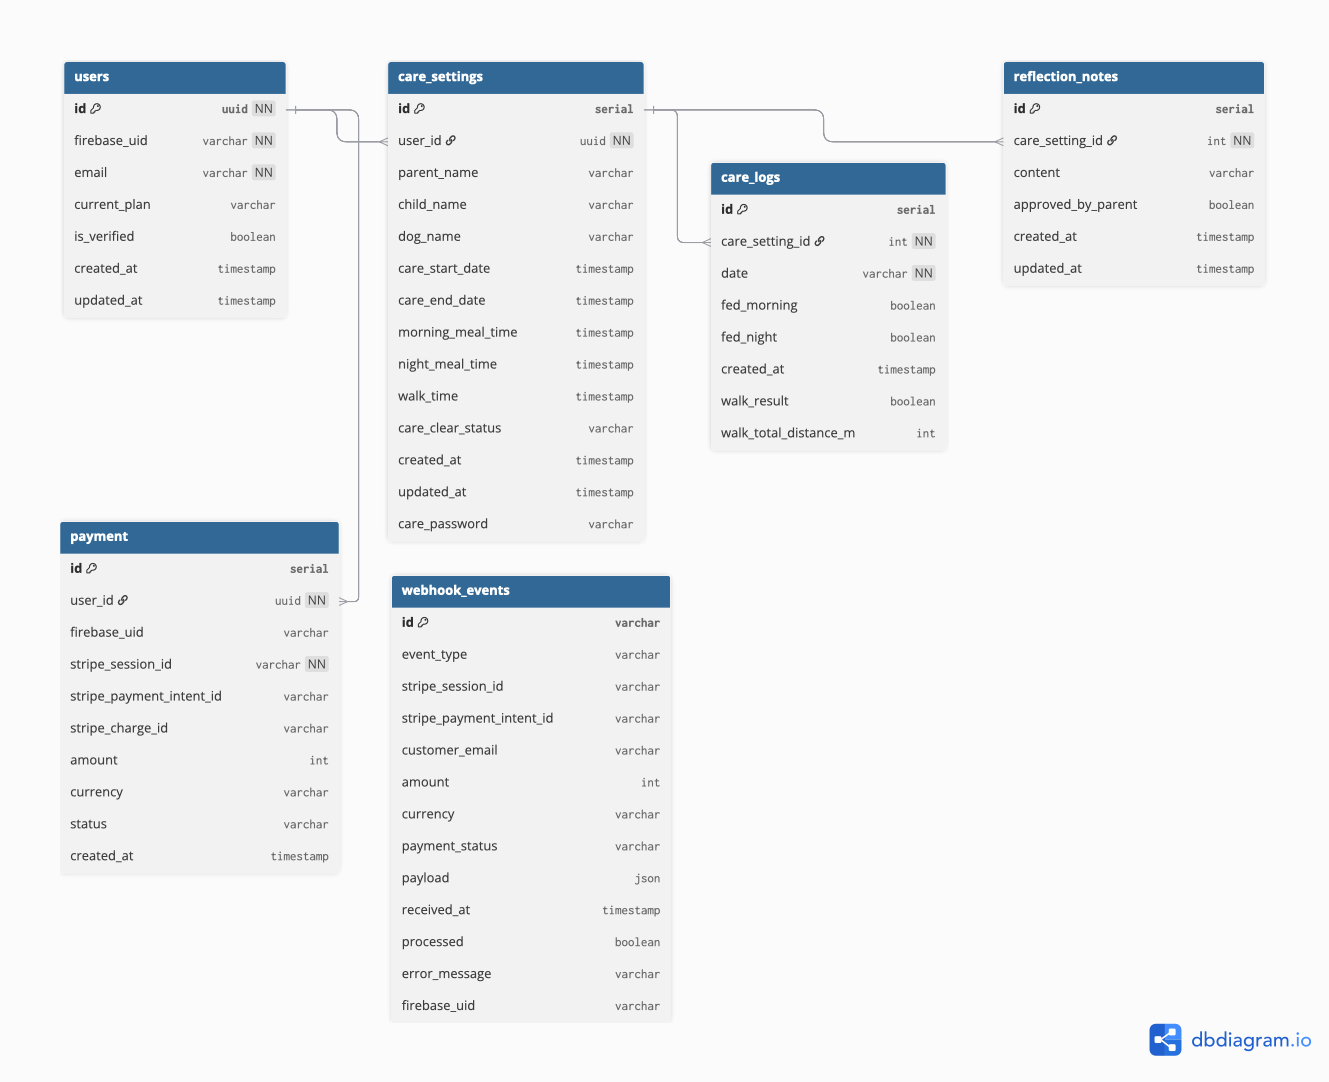 users
id uuid NN
firebase_uid varchar NN
email varchar NN
current_plan varchar
is_verified boolean
created_at timestamp
updated_at timestamp
care_settings
id serial
user_id uuid NN
parent_name varchar
child_name varchar
dog_name varchar
care_start_date timestamp
care_end_date timestamp
morning_meal_time timestamp
night_meal_time timestamp
walk_time timestamp
care_clear_status varchar
created_at timestamp
updated_at timestamp
care_password varchar
care_logs
id serial
care_setting_id int NN
date varchar NN
fed_morning boolean
fed_night boolean
created_at timestamp
walk_result boolean
walk_total_distance_m int
reflection_notes
id serial
care_setting_id int NN
content varchar
approved_by_parent boolean
created_at timestamp
updated_at timestamp
payment
id serial
user_id uuid NN
firebase_uid varchar
stripe_session_id varchar NN
stripe_payment_intent_id varchar
stripe_charge_id varchar
amount int
currency varchar
status varchar
created_at timestamp
webhook_events
id varchar
event_type varchar
stripe_session_id varchar
stripe_payment_intent_id varchar
customer_email varchar
amount int
currency varchar
payment_status varchar
payload json
received_at timestamp
processed boolean
error_message varchar
firebase_uid varchar
dbdiagram.io